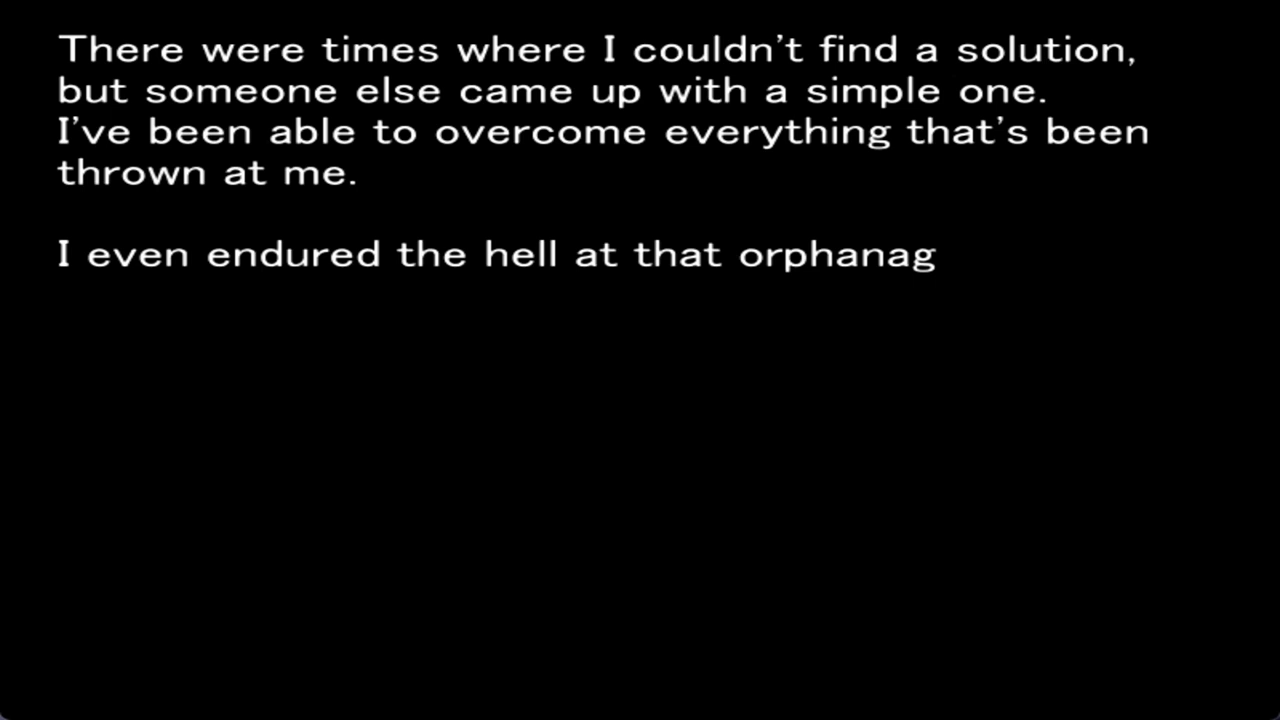 There were times where I couldn't find a solution,
but someone else came up with a simple one.
I've been able to overcome everything that's been
thrown at me.
I even endured the hell at that orphanag